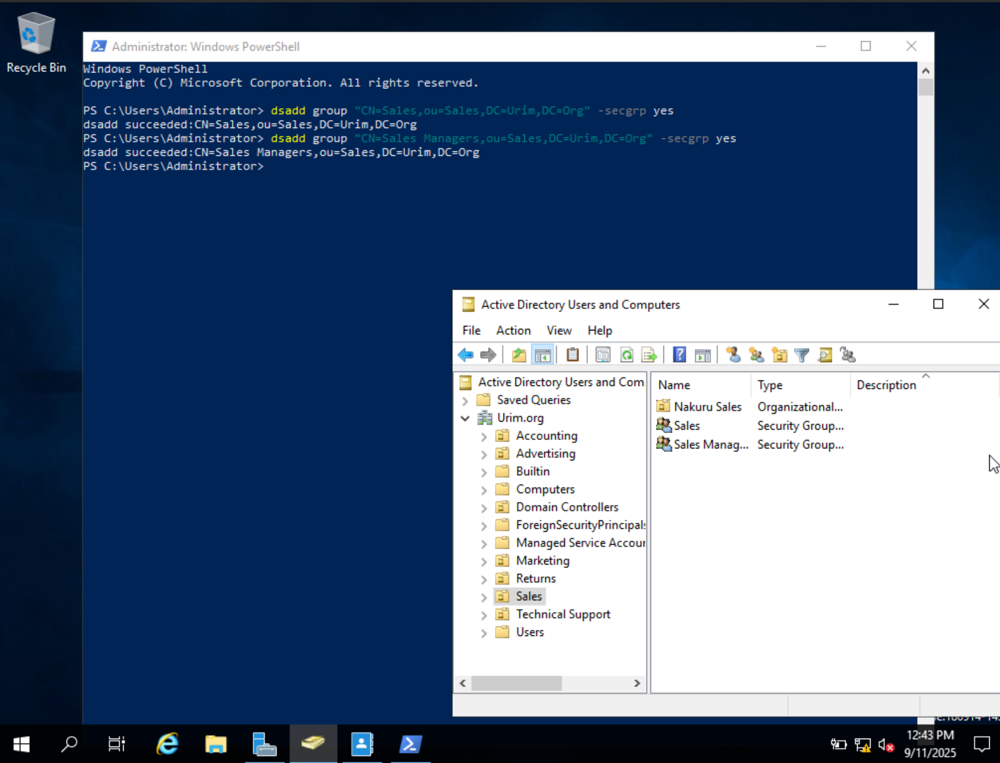 Recycle Bin
Administrator: Windows PowerShell
Windows PowerShell
Copyright (C) Microsoft Corporation. All rights reserved.
PS C:\Users\Administrator> dsadd group "CN=Sales,ou=Sales,DC=Urim,DC=Org" -secgrp yes
dsadd succeeded:CN=Sales,ou=Sales,DC=Urim,DC=Org
PS C:\Users\Administrator> dsadd group "CN=Sales Managers,ou=Sales,DC=Urim,DC=Org" -secgrp yes
dsadd succeeded:CN=Sales Managers,ou=Sales,DC=Urim,DC=Org
PS C:\Users\Administrator>
Active Directory Users and Computers
File Action View Help
Active Directory Users and Com
Saved Queries
Urim.org
Accounting
Advertising
Builtin
Computers
Domain Controllers
ForeignSecurityPrincipals
Managed Service Accour
Marketing
Returns
Sales
Technical Support
Users
Name Type Description
Nakuru Sales Organizational...
Sales Security Group...
Sales Manag... Security Group...
12:43 PM
9/11/2025